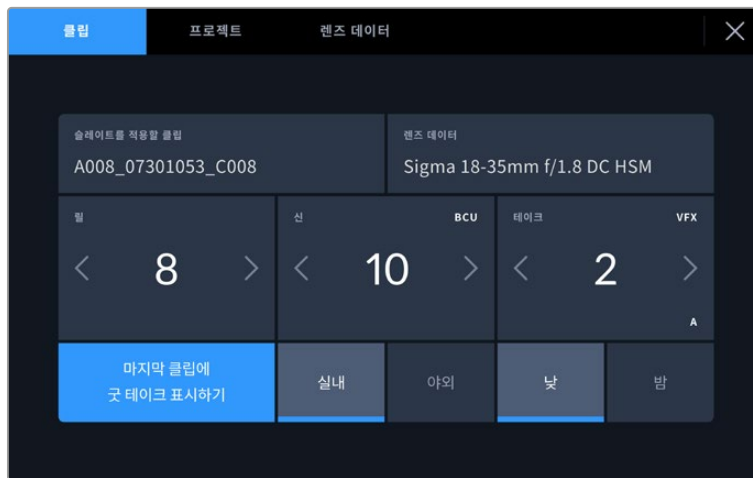 클립 프로젝트 렌즈 데이터
슬레이트를 적용할 클립 렌즈 데이터
A008_07301053_C008 Sigma 18-35mm f/1.8 DC HSM
릴 신 BCU 테이크 VFX
8 10 2
A
마지막 클립에
굿 테이크 표시하기
실내 야외 낮 밤